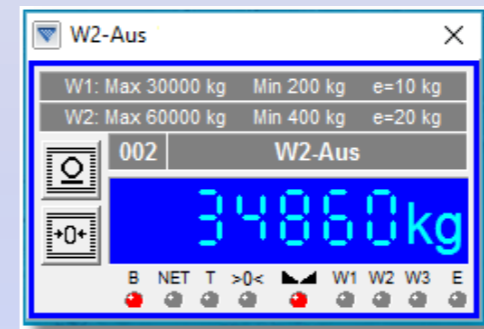 W2-Aus
W1: Max 30000 kg Min 200 kg e=10 kg
W2: Max 60000 kg Min 400 kg e=20 kg
002 W2-Aus
34860kg
→0←
B NET T >0< W1 W2 W3 E